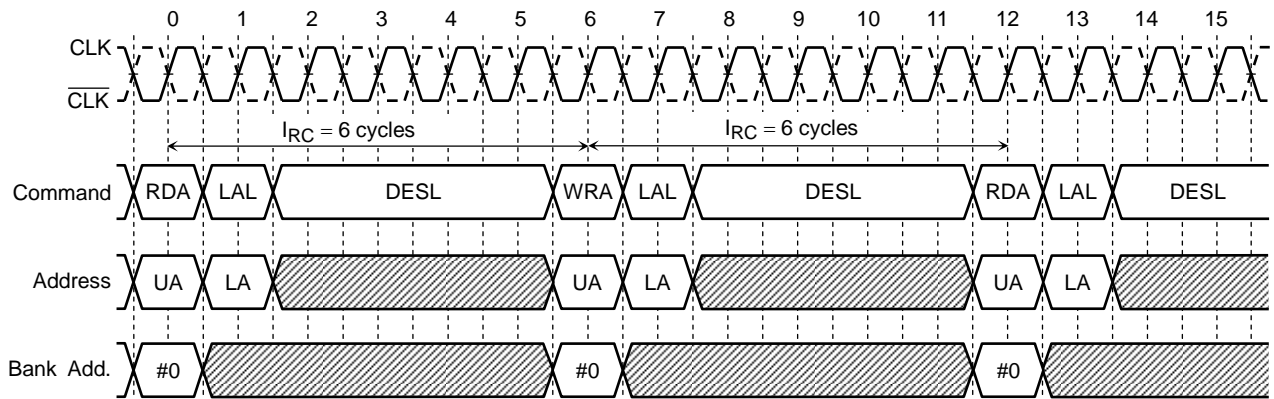 0 1 2 3 4 5 6 7 8 9 10 11 12 13 14 15
CLK
CLK
I_RC = 6 cycles I_RC = 6 cycles
Command RDA LAL DESL WRA LAL DESL RDA LAL DESL
Address UA LA UA LA UA LA
Bank Add. #0 #0 #0